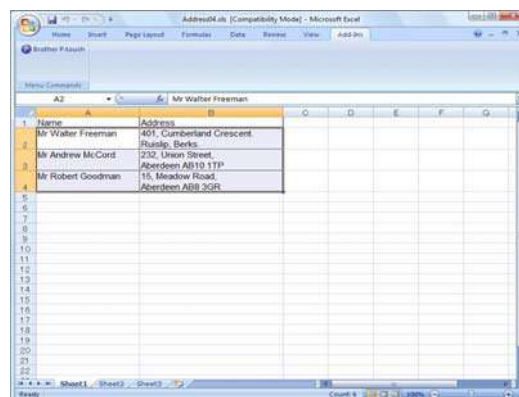 Address04.xls [Compatibility Mode] - Microsoft Excel
Home Insert Page Layout Formulas Data Review View Add-Ins
Brother P-touch
Menu Commands
A2 fx Mr Walter Freeman
A B C D E F G
1 Name Address
2 Mr Walter Freeman 401, Cumberland Crescent
Ruislip, Berks.
3 Mr Andrew McCord 232, Union Street,
Aberdeen AB10 1TP
4 Mr Robert Goodman 15, Meadow Road,
Aberdeen AB8 3GR
5
6
7
8
9
10
11
12
13
14
15
16
17
18
19
20
21
22
Sheet1 Sheet2 Sheet3
Ready Count: 6 100%